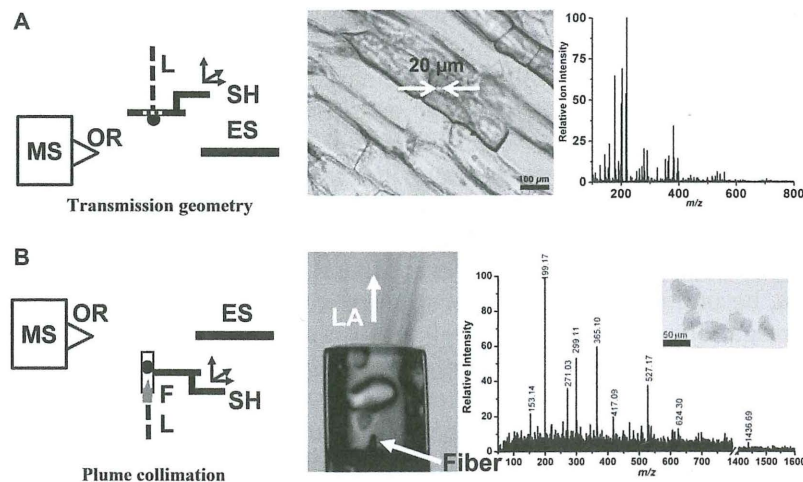 A
L
SH
MS
OR
ES
Transmission geometry
20 µm
100 µm
Relative Ion Intensity
100
75
50
25
0
200
400
600
800
m/z
B
MS
OR
ES
F
SH
L
Plume collimation
LA
Fiber
Relative Intensity
100
80
60
40
20
0
153.14
199.17
271.03
299.11
365.10
417.09
527.17
624.30
1436.69
50 µm
50 100 200 300 400 500 600 700 1400 1500 1600
m/z